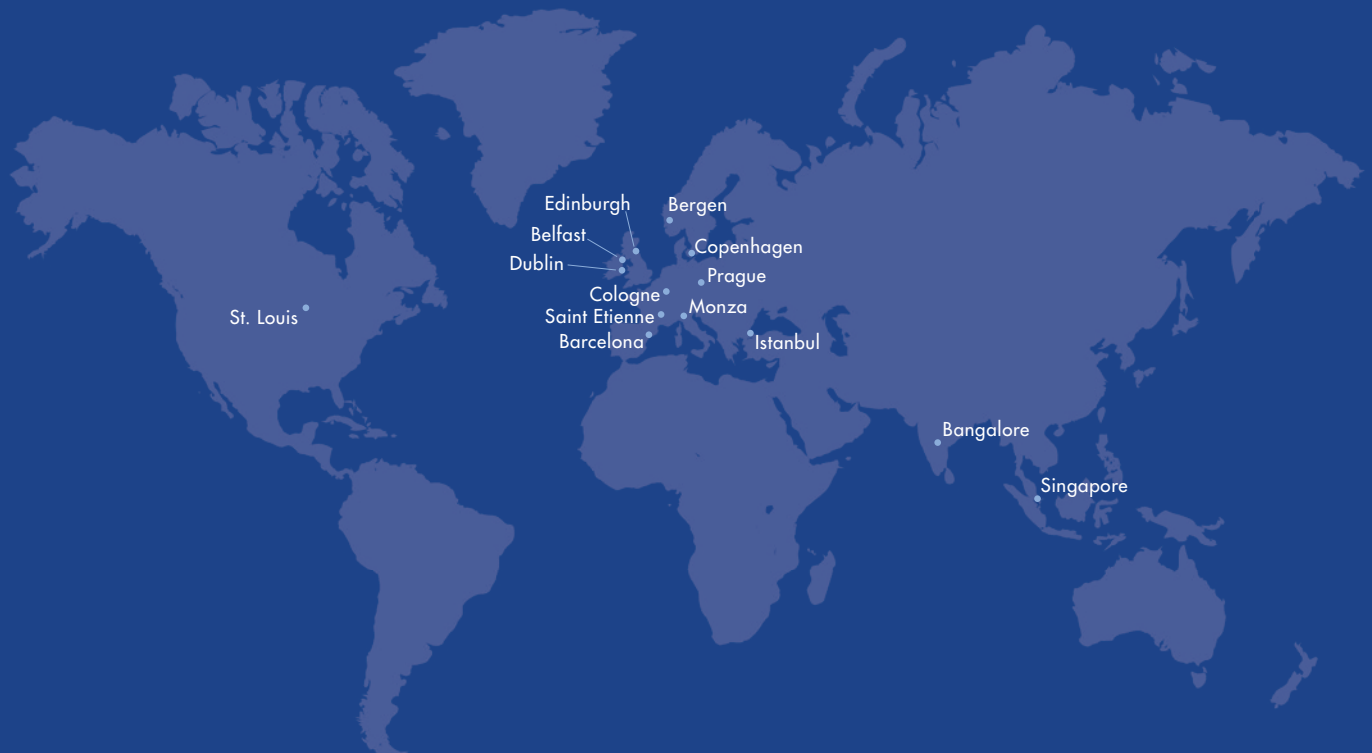 Edinburgh
Bergen
Belfast
Copenhagen
Dublin
Prague
Cologne
Monza
St. Louis
Saint Etienne
Barcelona
Istanbul
Bangalore
Singapore